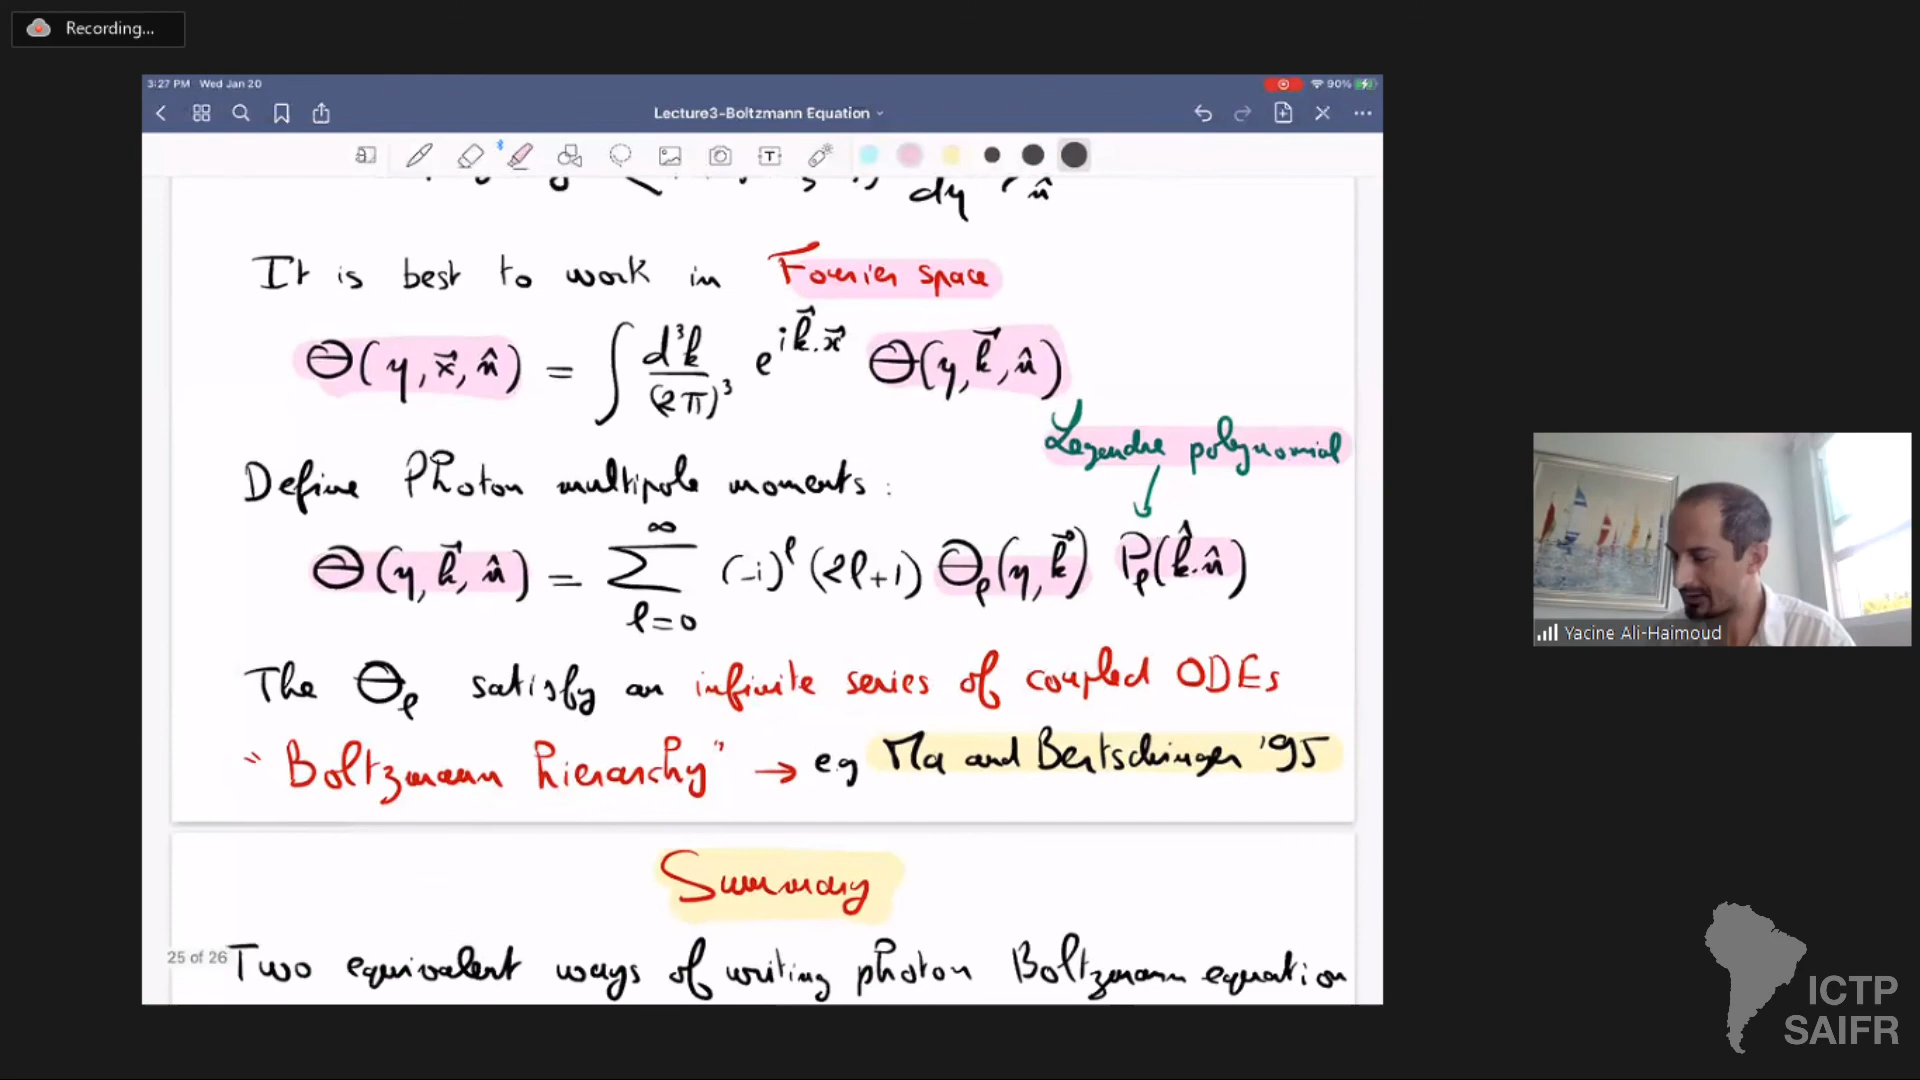 Recording...
3:27 PM Wed Jan 20
90%
Lecture3-Boltzmann Equation
dη
n̂
It is best to work in Fourier space
Θ(η, x⃗, n̂) = ∫ d³k/(2π)³ e^{ik⃗.x⃗} Θ(η, k⃗, n̂)
Legendre polynomial
Define Photon multipole moments:
Θ(η, k⃗, n̂) = ∑_{ℓ=0}^{∞} (-i)^ℓ (2ℓ+1) Θ_ℓ(η, k⃗) P_ℓ(k̂.n̂)
The Θ_ℓ satisfy an infinite series of coupled ODEs
"Boltzmann hierarchy" → e.g Ma and Bertschinger '95
Summary
25 of 26
Two equivalent ways of writing photon Boltzmann equation
Yacine Ali-Haimoud
ICTP
SAIFR